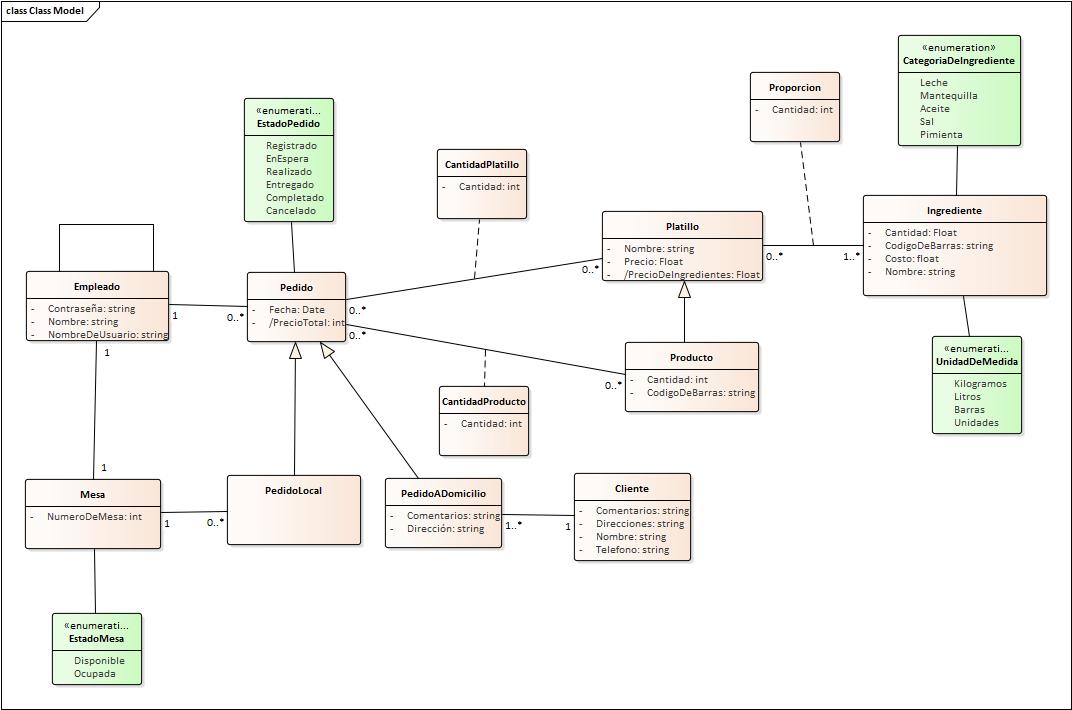 class Class Model
«enumeration»
CategoriaDeIngrediente
Leche
Mantequilla
Aceite
Sal
Pimienta
Proporcion
- Cantidad: int
«enumerati...
EstadoPedido
Registrado
EnEspera
Realizado
Entregado
Completado
Cancelado
CantidadPlatillo
- Cantidad: int
Platillo
- Nombre: string
- Precio: Float
- /PrecioDeIngredientes: Float
0..*
0..*
1..*
Ingrediente
- Cantidad: Float
- CodigoDeBarras: string
- Costo: float
- Nombre: string
Empleado
- Contraseña: string
- Nombre: string
- NombreDeUsuario: string
1
0..*
1
Pedido
- Fecha: Date
- /PrecioTotal: int
0..*
0..*
Producto
- Cantidad: int
- CodigoDeBarras: string
0..*
«enumerati...
UnidadDeMedida
Kilogramos
Litros
Barras
Unidades
CantidadProducto
- Cantidad: int
1
Mesa
- NumeroDeMesa: int
1
0..*
PedidoLocal
PedidoADomicilio
- Comentarios: string
- Dirección: string
1..*
1
Cliente
- Comentarios: string
- Direcciones: string
- Nombre: string
- Telefono: string
«enumerati...
EstadoMesa
Disponible
Ocupada